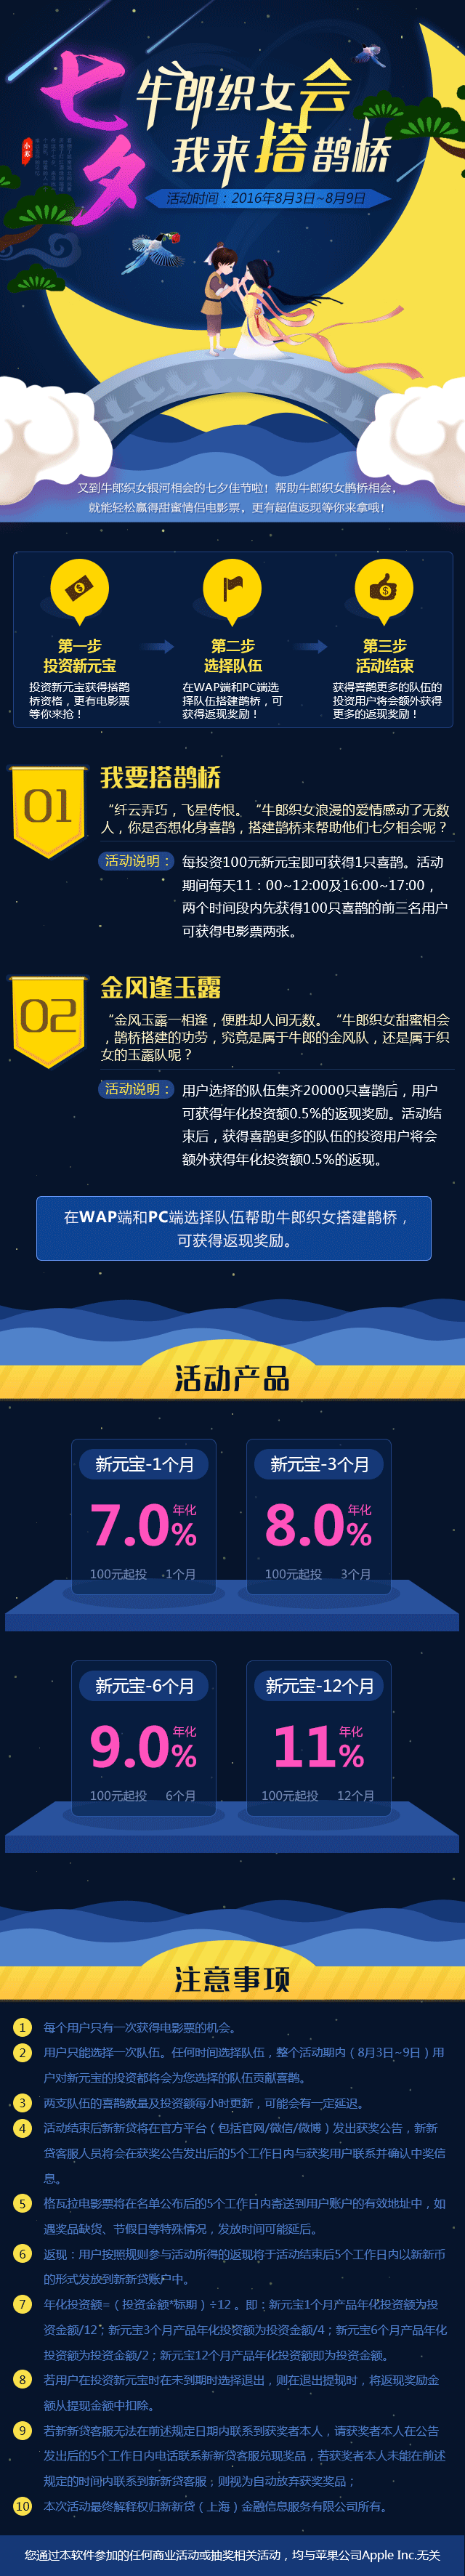 七夕
牛郎织女会
我来搭鹊桥
小寒
活动时间：2016年8月3日~8月9日
又到牛郎织女银河相会的七夕佳节啦！帮助牛郎织女鹊桥相会，
就能轻松赢得甜蜜情侣电影票，更有超值返现等你来拿哦！
第一步
投资新元宝
投资新元宝获得搭鹊
桥资格，更有电影票
等你来抢！
第二步
选择队伍
在WAP端和PC端选
择队伍搭建鹊桥，可
获得返现奖励！
第三步
活动结束
获得喜鹊更多的队伍的
投资用户将会额外获得
更多的返现奖励！
01
我要搭鹊桥
“纤云弄巧，飞星传恨。“牛郎织女浪漫的爱情感动了无数
人，你是否想化身喜鹊，搭建鹊桥来帮助他们七夕相会呢？
活动说明：
每投资100元新元宝即可获得1只喜鹊。活动
期间每天11：00~12:00及16:00~17:00，
两个时间段内先获得100只喜鹊的前三名用户
可获得电影票两张。
02
金风逢玉露
“金风玉露一相逢，便胜却人间无数。“牛郎织女甜蜜相会
，鹊桥搭建的功劳，究竟是属于牛郎的金风队，还是属于织
女的玉露队呢？
活动说明：
用户选择的队伍集齐20000只喜鹊后，用户
可获得年化投资额0.5%的返现奖励。活动结
束后，获得喜鹊更多的队伍的投资用户将会
额外获得年化投资额0.5%的返现。
在WAP端和PC端选择队伍帮助牛郎织女搭建鹊桥，
可获得返现奖励。
活动产品
新元宝-1个月
7.0%
年化
100元起投 1个月
新元宝-3个月
8.0%
年化
100元起投 3个月
新元宝-6个月
9.0%
年化
100元起投 6个月
新元宝-12个月
11%
年化
100元起投 12个月
注意事项
1 每个用户只有一次获得电影票的机会。
2 用户只能选择一次队伍。任何时间选择队伍，整个活动期内（8月3日~9日）用
户对新元宝的投资都将会为您选择的队伍贡献喜鹊。
3 两支队伍的喜鹊数量及投资额每小时更新，可能会有一定延迟。
4 活动结束后新新贷将在官方平台（包括官网/微信/微博）发出获奖公告，新新
贷客服人员将会在获奖公告发出后的5个工作日内与获奖用户联系并确认中奖信
息。
5 格瓦拉电影票将在名单公布后的5个工作日内寄送到用户账户的有效地址中，如
遇奖品缺货、节假日等特殊情况，发放时间可能延后。
6 返现：用户按照规则参与活动所得的返现将于活动结束后5个工作日内以新新币
的形式发放到新新贷账户中。
7 年化投资额=（投资金额*标期）÷12 。即：新元宝1个月产品年化投资额为投
资金额/12；新元宝3个月产品年化投资额为投资金额/4；新元宝6个月产品年化
投资额为投资金额/2；新元宝12个月产品年化投资额即为投资金额。
8 若用户在投资新元宝时在未到期时选择退出，则在退出提现时，将返现奖励金
额从提现金额中扣除。
9 若新新贷客服无法在前述规定日期内联系到获奖者本人，请获奖者本人在公告
发出后的5个工作日内电话联系新新贷客服兑现奖品，若获奖者本人未能在前述
规定的时间内联系到新新贷客服；则视为自动放弃获奖奖品；
10 本次活动最终解释权归新新贷（上海）金融信息服务有限公司所有。
您通过本软件参加的任何商业活动或抽奖相关活动，均与苹果公司Apple Inc.无关